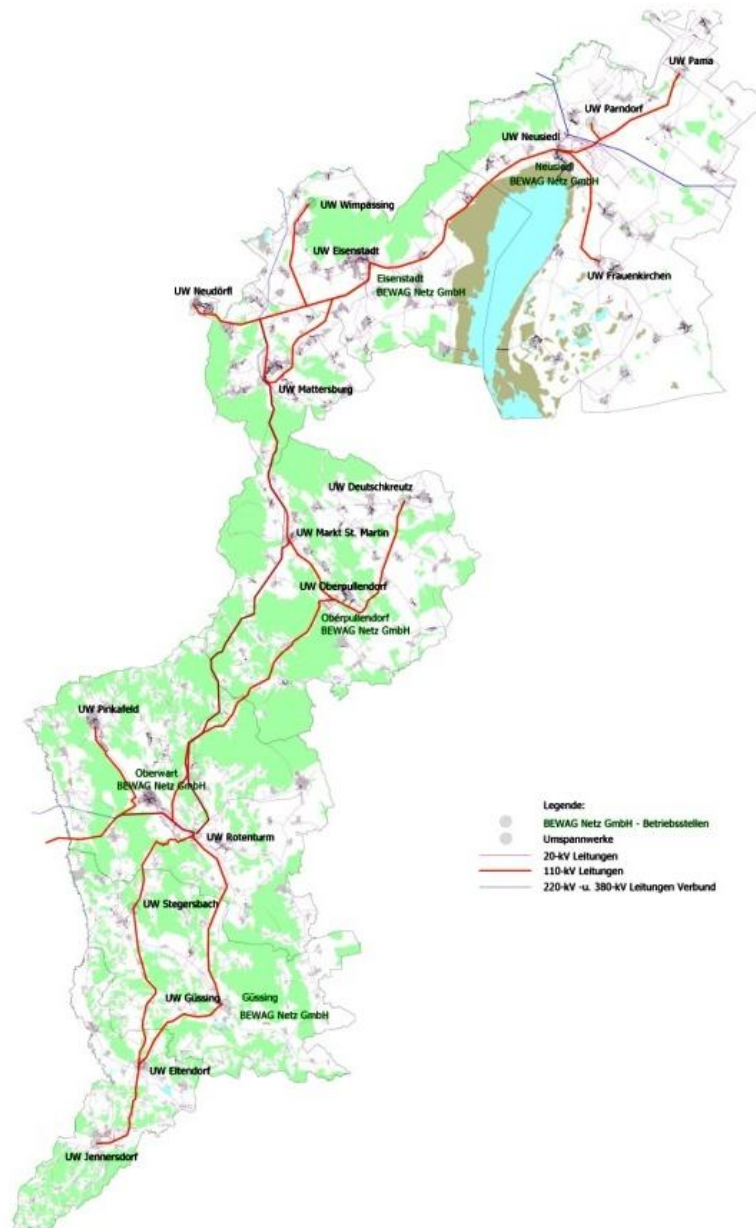 UW Pama
UW Parndorf
UW Neusiedl
Neusiedl
BEWAG Netz GmbH
UW Wimpassing
UW Eisenstadt
Eisenstadt
BEWAG Netz GmbH
UW Frauenkirchen
UW Neudörfl
UW Mattersburg
UW Deutschkreutz
UW Markt St. Martin
UW Oberpullendorf
Oberpullendorf
BEWAG Netz GmbH
UW Pinkafeld
Oberwart
BEWAG Netz GmbH
UW Rotenturm
UW Stegersbach
UW Güssing
Güssing
BEWAG Netz GmbH
UW Eltendorf
UW Jennersdorf
Legende:
BEWAG Netz GmbH - Betriebsstellen
Umspannwerke
20-kV Leitungen
110-kV Leitungen
220-kV -u. 380-kV Leitungen Verbund